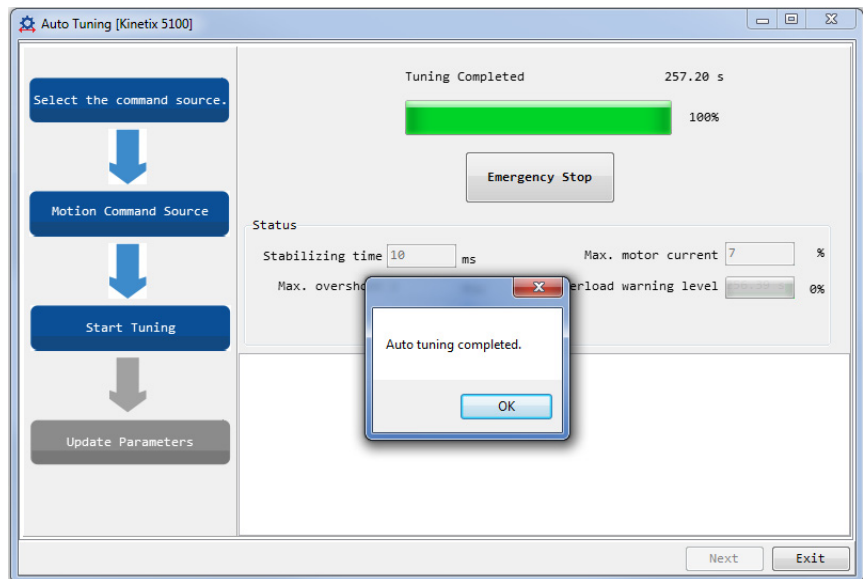 Auto Tuning [Kinetix 5100]
Select the command source.
Motion Command Source
Start Tuning
Update Parameters
Tuning Completed 257.20 s
100%
Emergency Stop
Status
Stabilizing time 10 ms Max. motor current 7 %
Max. oversh erload warning level 0%
Auto tuning completed.
OK
Next Exit